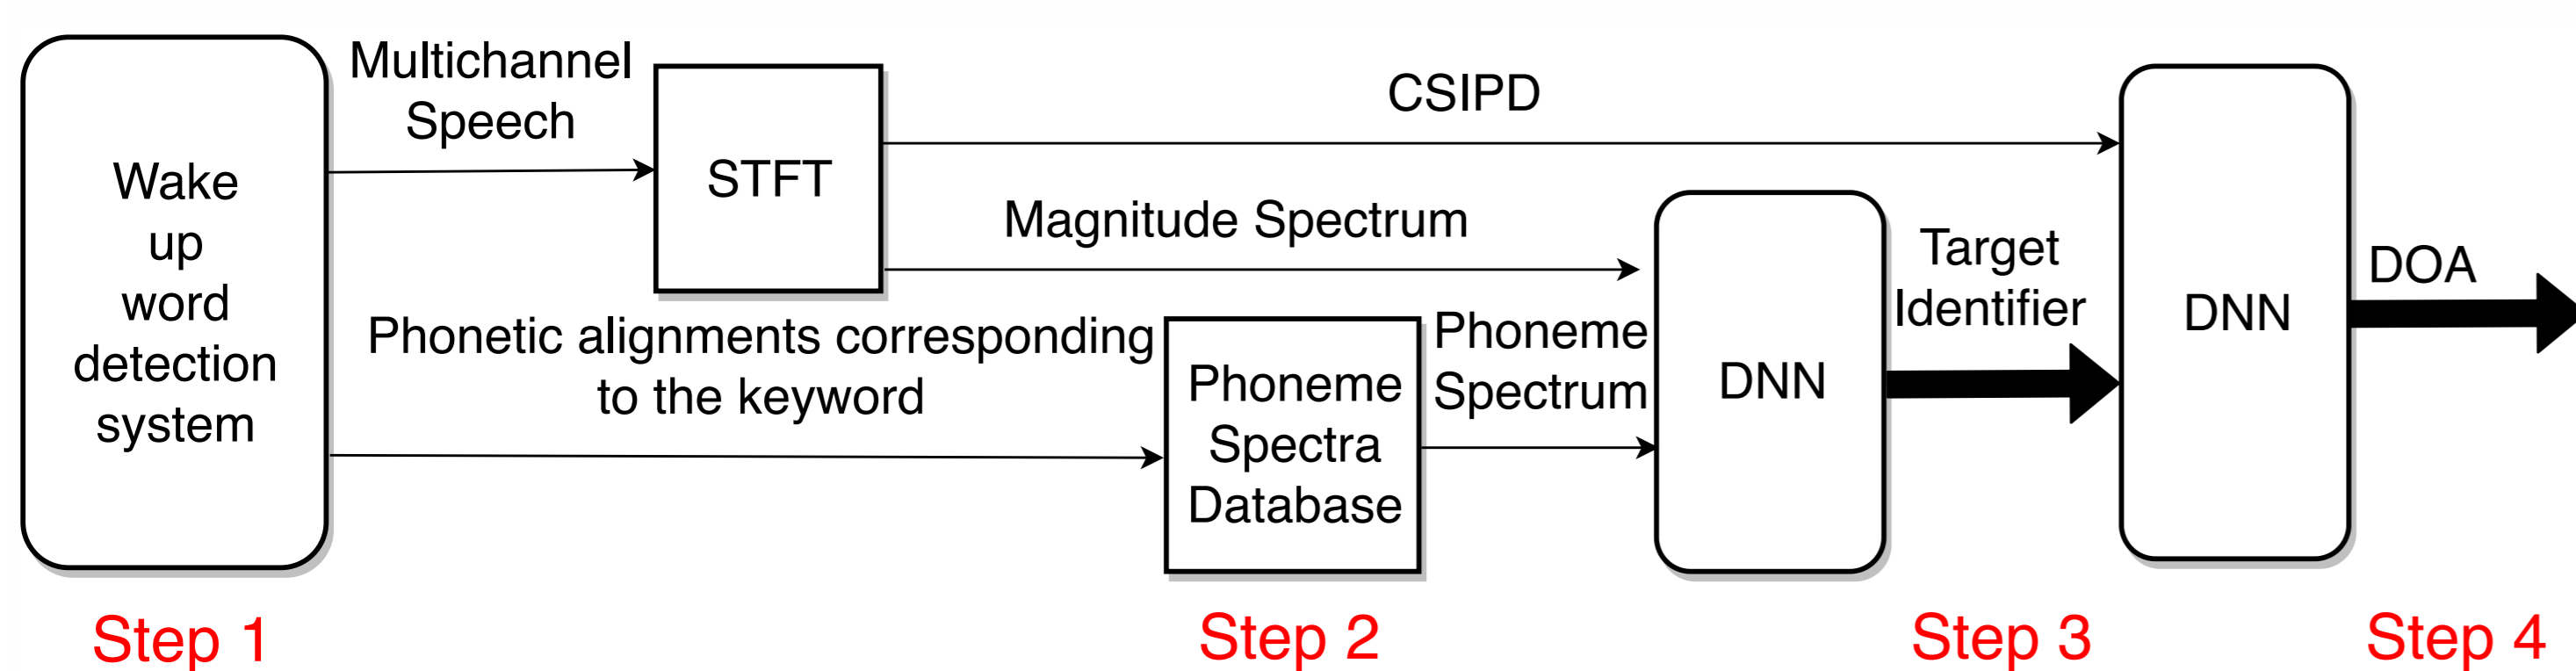 Wake
up
word
detection
system
Multichannel
Speech
STFT
CSIPD
Magnitude Spectrum
Phonetic alignments corresponding
to the keyword
Phoneme
Spectra
Database
Phoneme
Spectrum
DNN
Target
Identifier
DNN
DOA
Step 1
Step 2
Step 3
Step 4